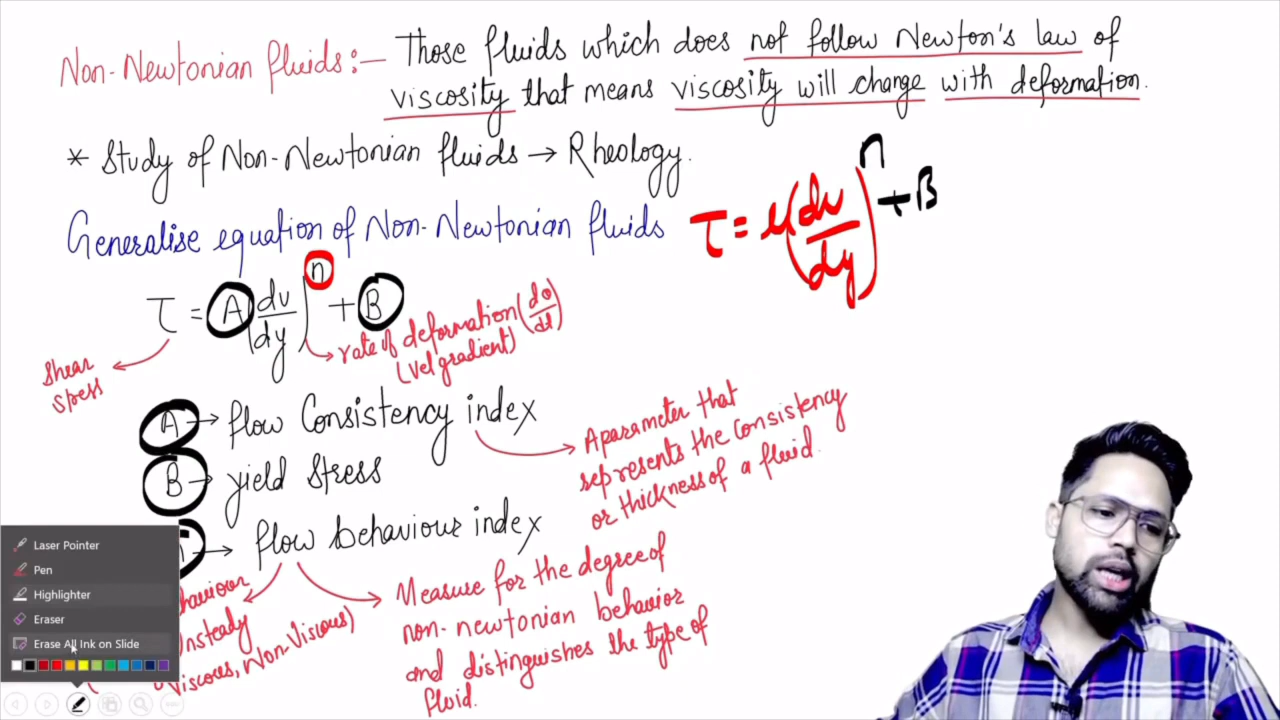 Non-Newtonian fluids:- Those fluids which does not follow Newton's law of
viscosity that means viscosity will change with deformation.
* Study of Non-Newtonian fluids → Rheology.
Generalise equation of Non-Newtonian fluids
τ = μ(du/dy)^n + B
τ = A(du/dy)^n + B
rate of deformation (dθ/dt)
(vel gradient)
shear
stress
A → flow Consistency index
A parameter that
represents the consistency
or thickness of a fluid.
B → yield Stress
→ flow behaviour index
Measure for the degree of
non-newtonian behavior
and distinguishes the type of
fluid.
Viscous, Non-Viscous)
Laser Pointer
Pen
Highlighter
Eraser
Erase All Ink on Slide